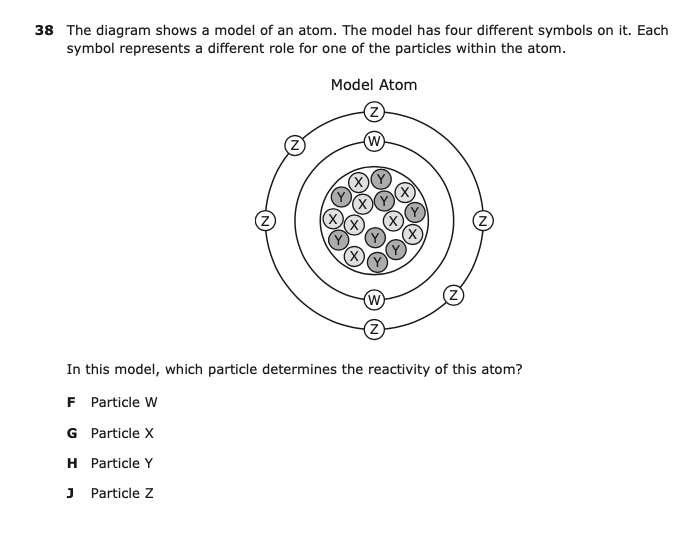 38 The diagram shows a model of an atom. The model has four different symbols on it. Each
symbol represents a different role for one of the particles within the atom.
Model Atom
Z
Z
W
X Y
Y X Y X
Y
Z X X X Z
X
Y Y Y
X Y
Z
W
Z
In this model, which particle determines the reactivity of this atom?
F Particle W
G Particle X
H Particle Y
J Particle Z